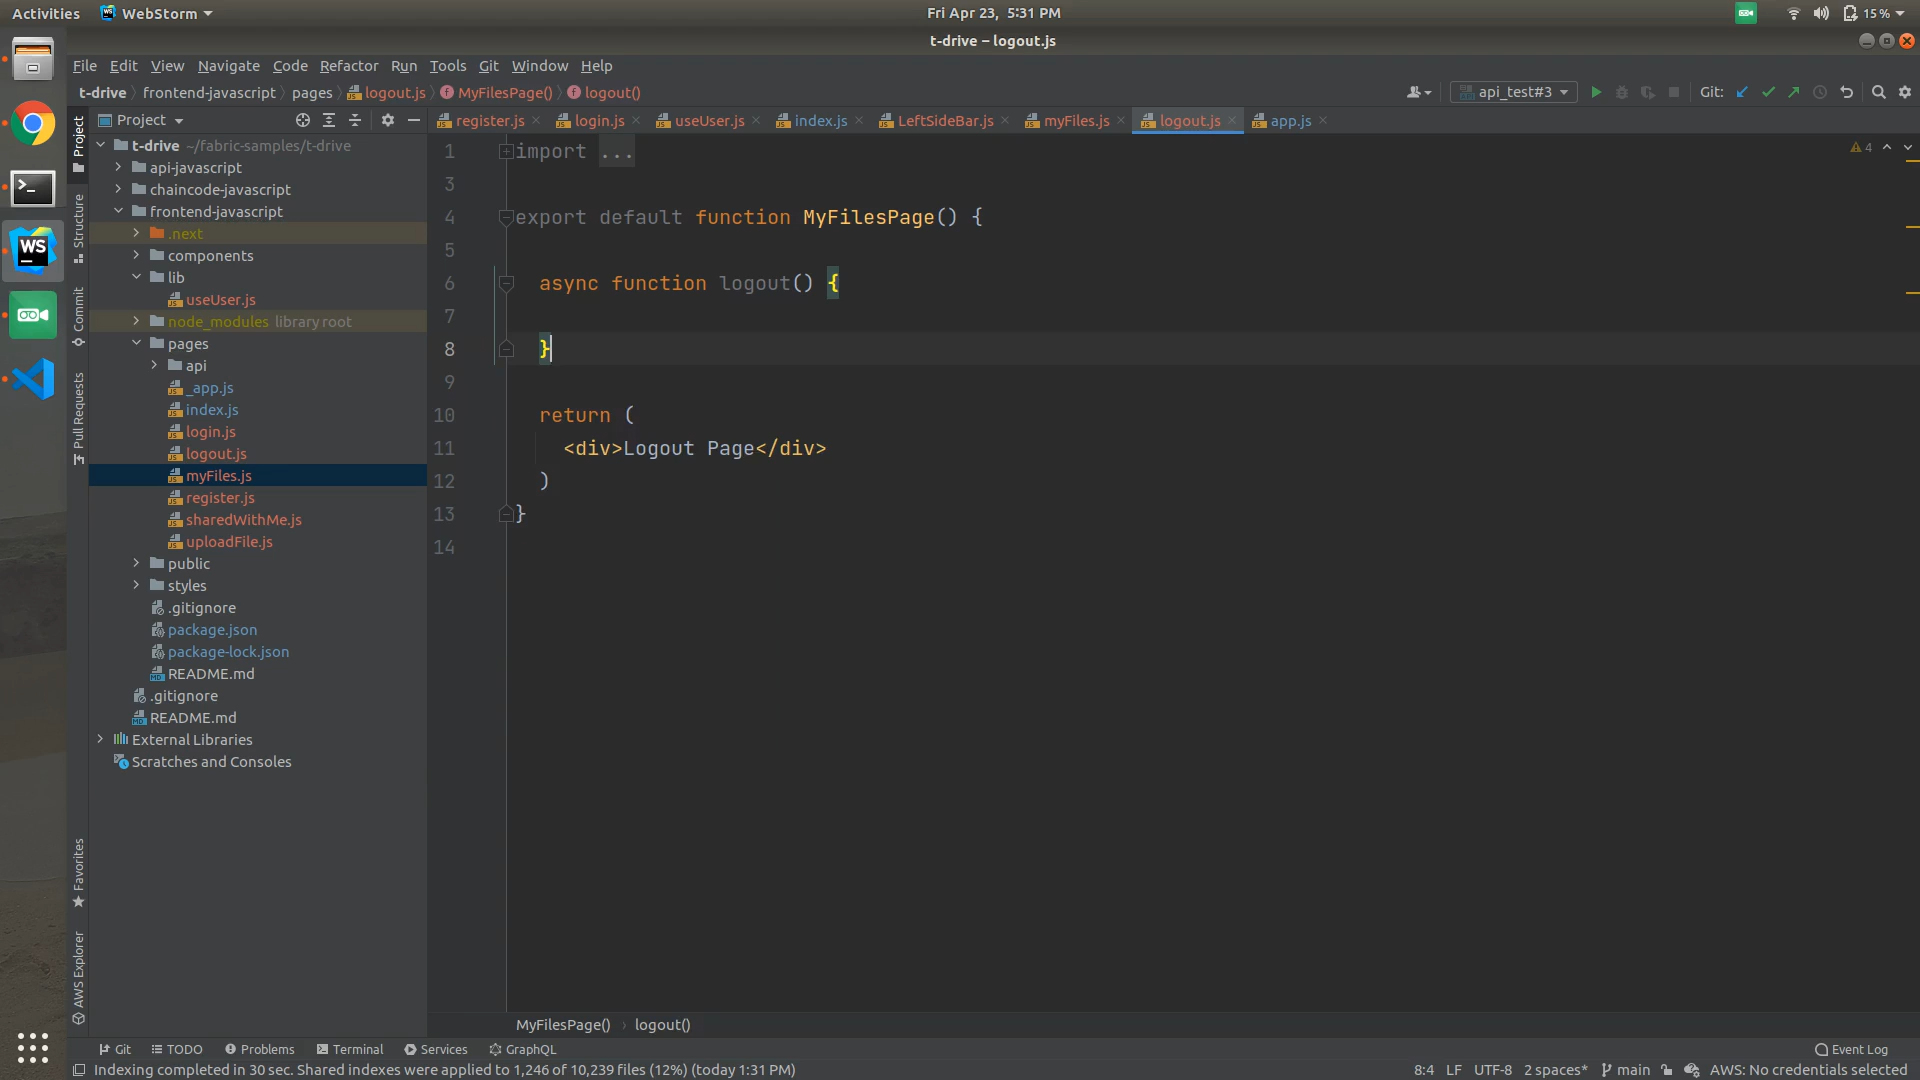 Activities WebStorm Fri Apr 23, 5:31 PM 15%
t-drive – logout.js
File Edit View Navigate Code Refactor Run Tools Git Window Help
t-drive frontend-javascript pages logout.js MyFilesPage() logout() api_test#3 Git:
Project register.js login.js useUser.js index.js LeftSideBar.js myFiles.js logout.js app.js
t-drive ~/fabric-samples/t-drive
api-javascript
chaincode-javascript
frontend-javascript
.next
components
lib
useUser.js
node_modules library root
pages
api
_app.js
index.js
login.js
logout.js
myFiles.js
register.js
sharedWithMe.js
uploadFile.js
public
styles
.gitignore
package.json
package-lock.json
README.md
.gitignore
README.md
External Libraries
Scratches and Consoles
Project
Structure
Commit
Pull Requests
Favorites
AWS Explorer
1 import ...
3
4 export default function MyFilesPage() {
5
6 async function logout() {
7
8 }
9
10 return (
11 <div>Logout Page</div>
12 )
13 }
14
4
MyFilesPage() logout()
Git TODO Problems Terminal Services GraphQL Event Log
Indexing completed in 30 sec. Shared indexes were applied to 1,246 of 10,239 files (12%) (today 1:31 PM) 8:4 LF UTF-8 2 spaces* main AWS: No credentials selected